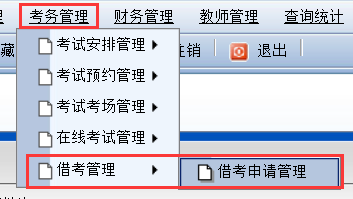 理 考务管理 财务管理 教师管理 查询统计
藏 注销 退出
考试安排管理
考试预约管理
考试考场管理
在线考试管理
借考管理 借考申请管理